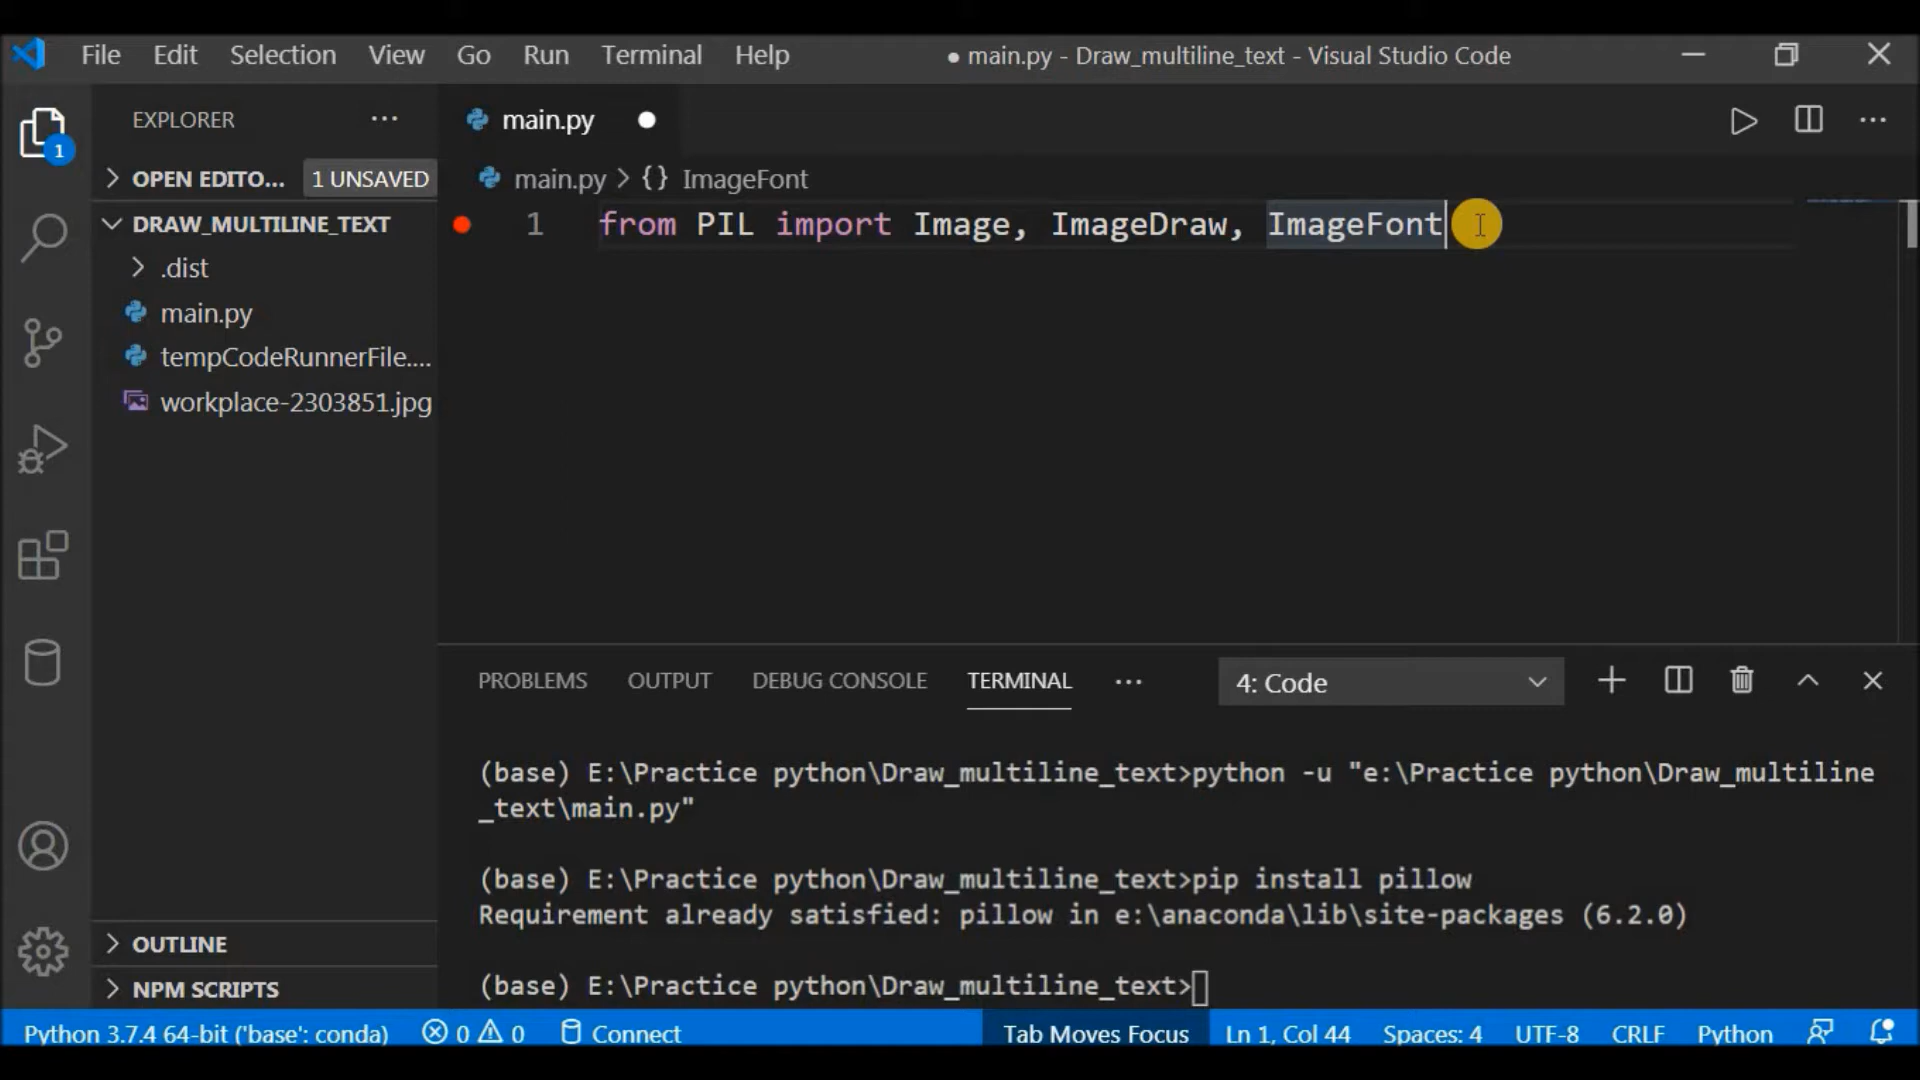 File Edit Selection View Go Run Terminal Help ● main.py - Draw_multiline_text - Visual Studio Code
EXPLORER ···
1
OPEN EDITO... 1 UNSAVED
DRAW_MULTILINE_TEXT
.dist
main.py
tempCodeRunnerFile....
workplace-2303851.jpg
OUTLINE
NPM SCRIPTS
main.py
main.py > {} ImageFont
1 from PIL import Image, ImageDraw, ImageFont
PROBLEMS OUTPUT DEBUG CONSOLE TERMINAL ··· 4: Code
(base) E:\Practice python\Draw_multiline_text>python -u "e:\Practice python\Draw_multiline
_text\main.py"
(base) E:\Practice python\Draw_multiline_text>pip install pillow
Requirement already satisfied: pillow in e:\anaconda\lib\site-packages (6.2.0)
(base) E:\Practice python\Draw_multiline_text>
Python 3.7.4 64-bit ('base': conda) 0 0 Connect Tab Moves Focus Ln 1, Col 44 Spaces: 4 UTF-8 CRLF Python